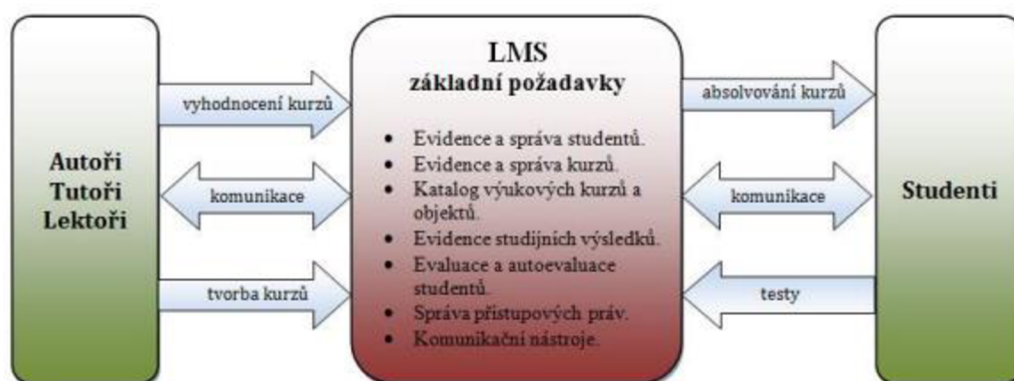 Autoři
Tutoři
Lektoři
vyhodnocení kurzů
komunikace
tvorba kurzů
LMS
základní požadavky
• Evidence a správa studentů.
• Evidence a správa kurzů.
• Katalog výukových kurzů a
objektů.
• Evidence studijních výsledků.
• Evaluace a autoevaluace
studentů.
• Správa přístupových práv.
• Komunikační nástroje.
absolvování kurzů
komunikace
testy
Studenti